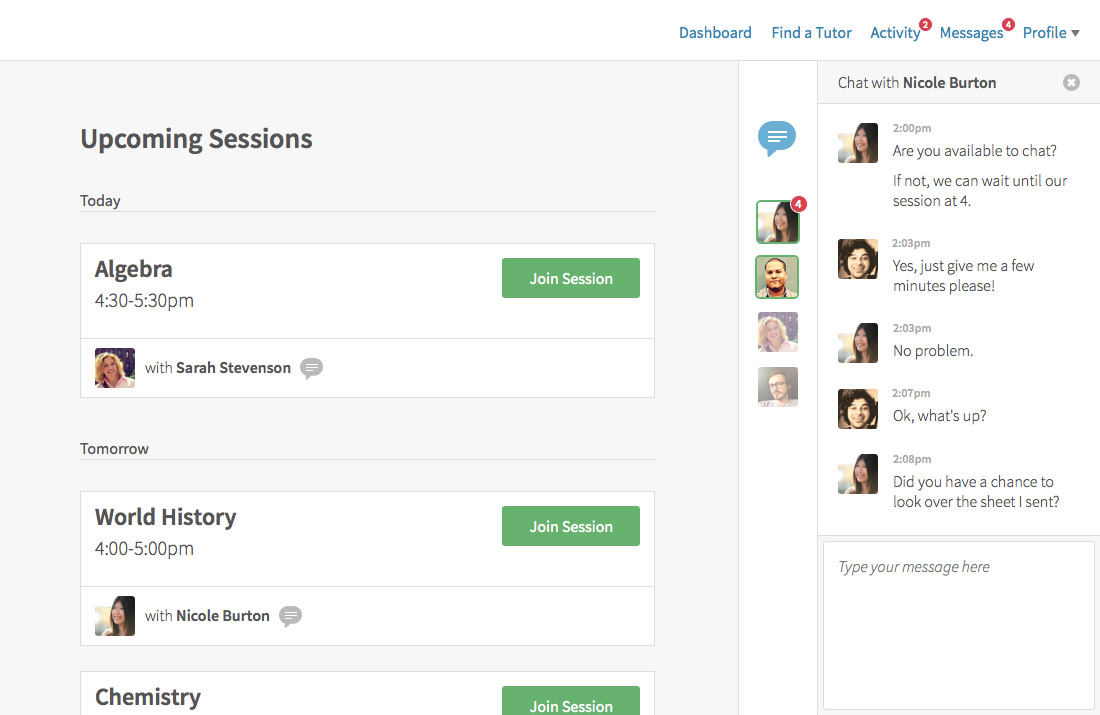 Dashboard Find a Tutor Activity 2 Messages 4 Profile
Upcoming Sessions
Today
Algebra
4:30-5:30pm
Join Session
with Sarah Stevenson
Tomorrow
World History
4:00-5:00pm
Join Session
with Nicole Burton
Chemistry
Join Session
4
Chat with Nicole Burton
2:00pm
Are you available to chat?
If not, we can wait until our
session at 4.
2:03pm
Yes, just give me a few
minutes please!
2:03pm
No problem.
2:07pm
Ok, what's up?
2:08pm
Did you have a chance to
look over the sheet I sent?
Type your message here